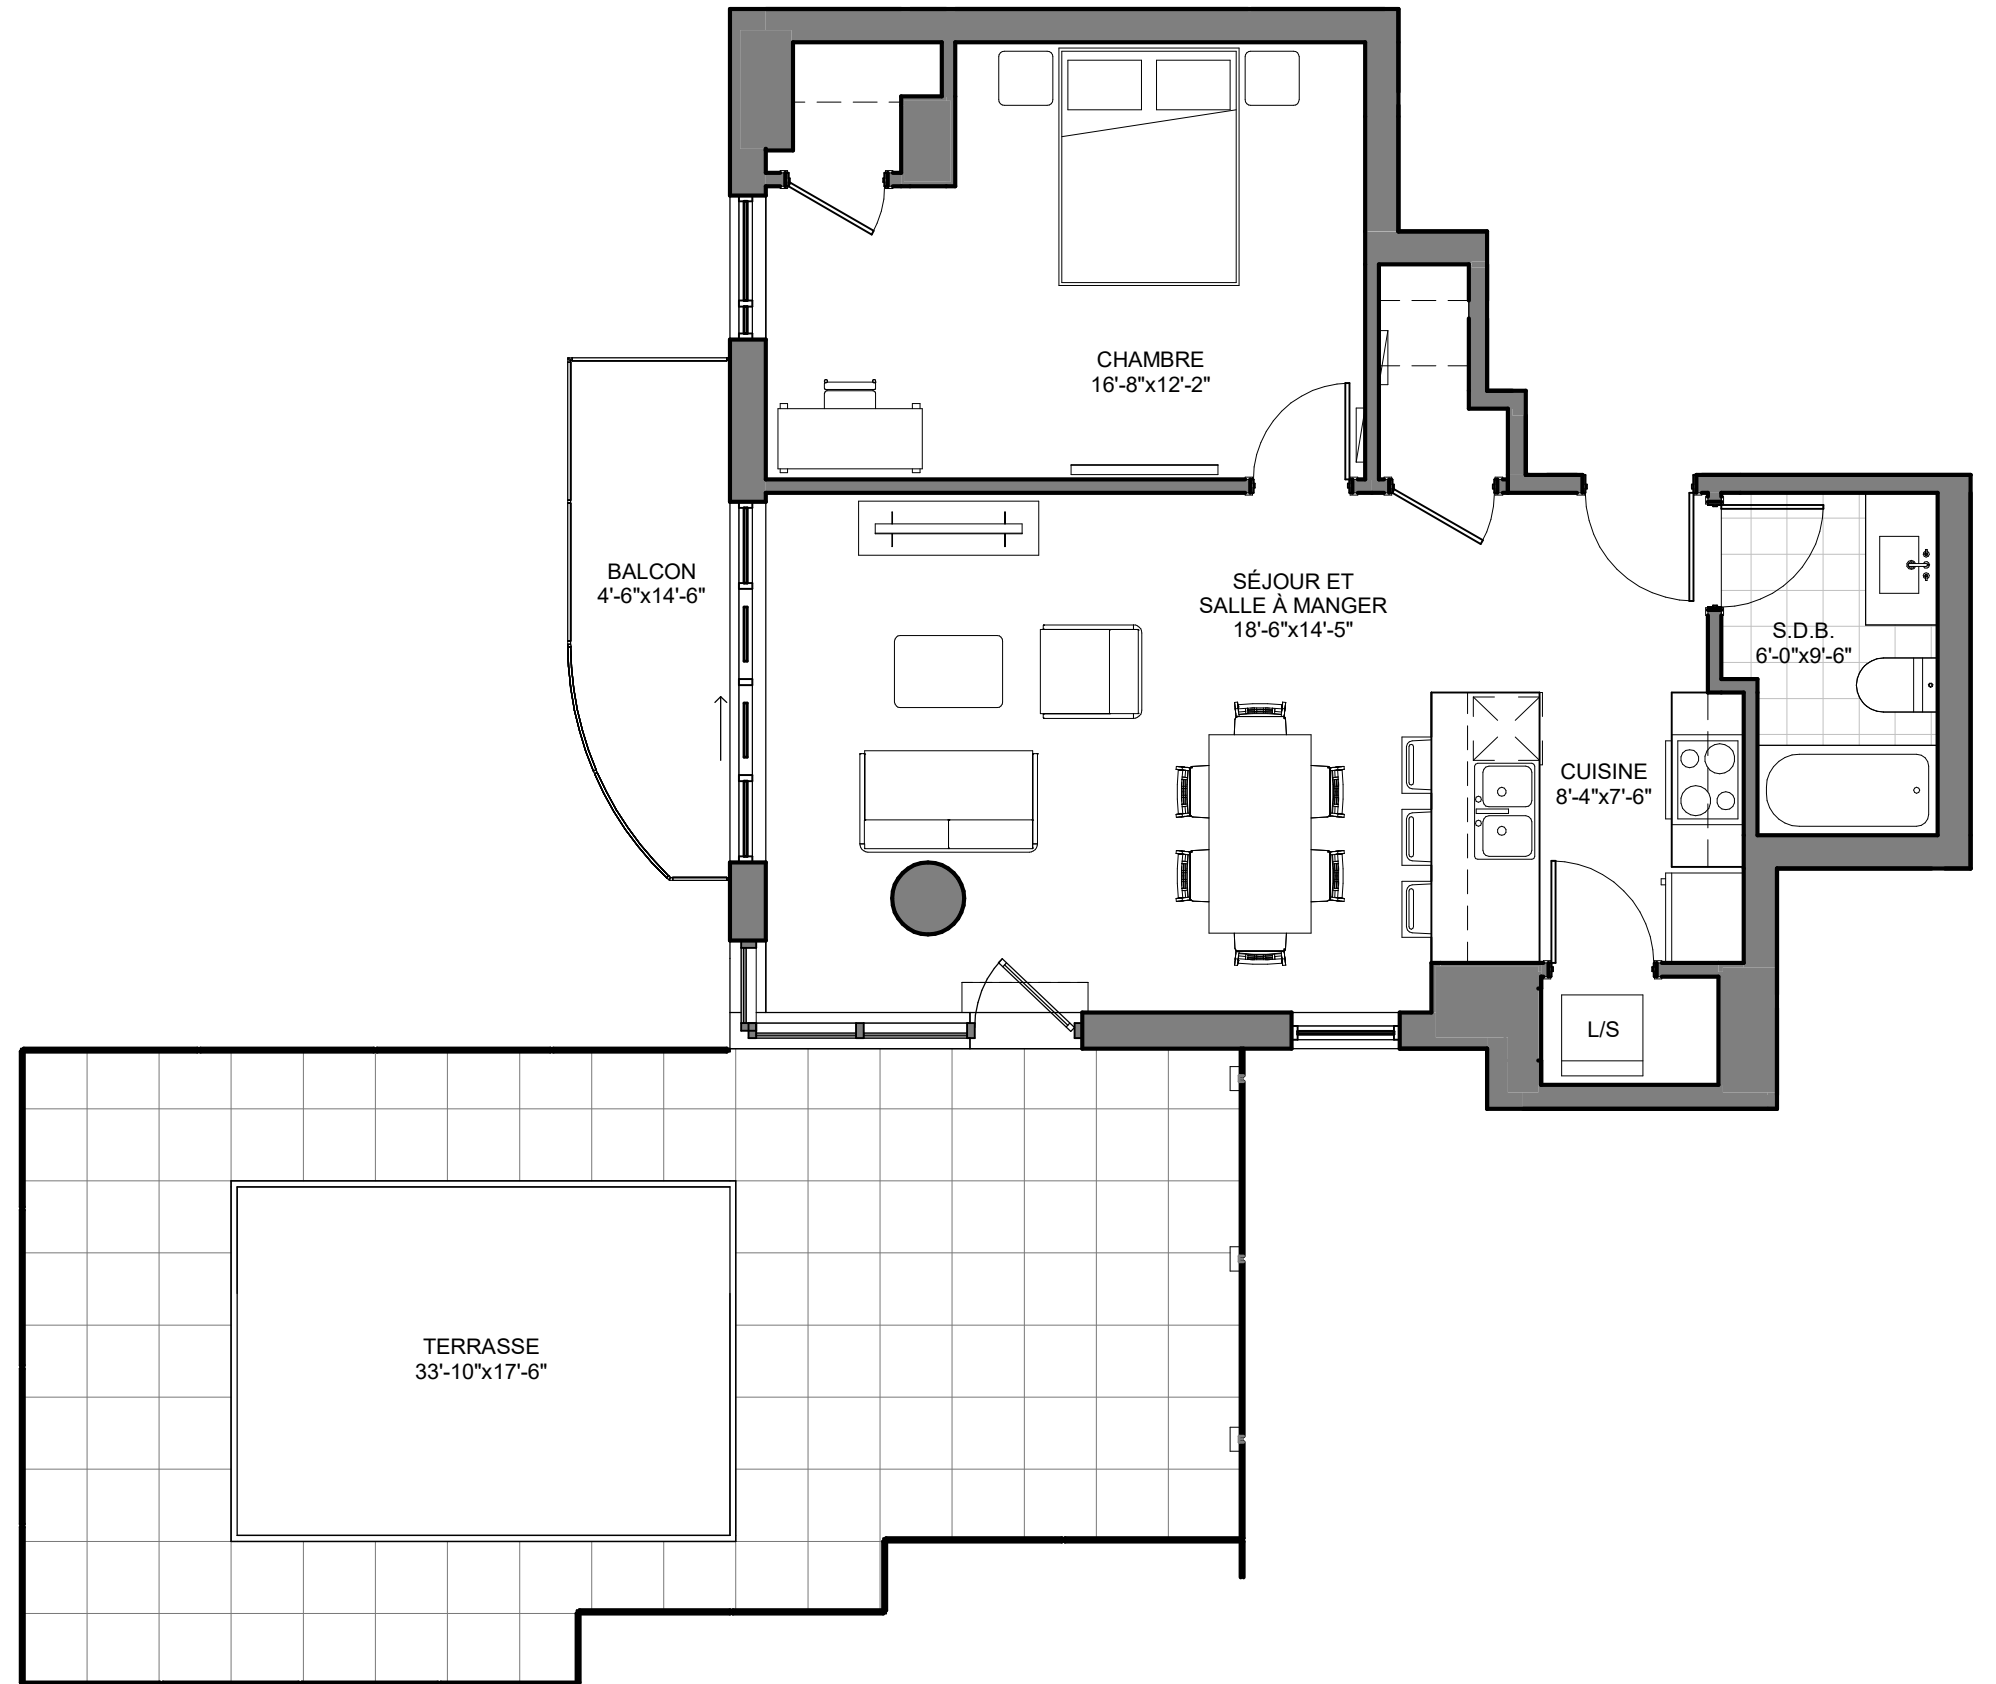 CHAMBRE
16'-8"x12'-2"
BALCON
4'-6"x14'-6"
SÉJOUR ET
SALLE À MANGER
18'-6"x14'-5"
S.D.B.
6'-0"x9'-6"
CUISINE
8'-4"x7'-6"
L/S
TERRASSE
33'-10"x17'-6"